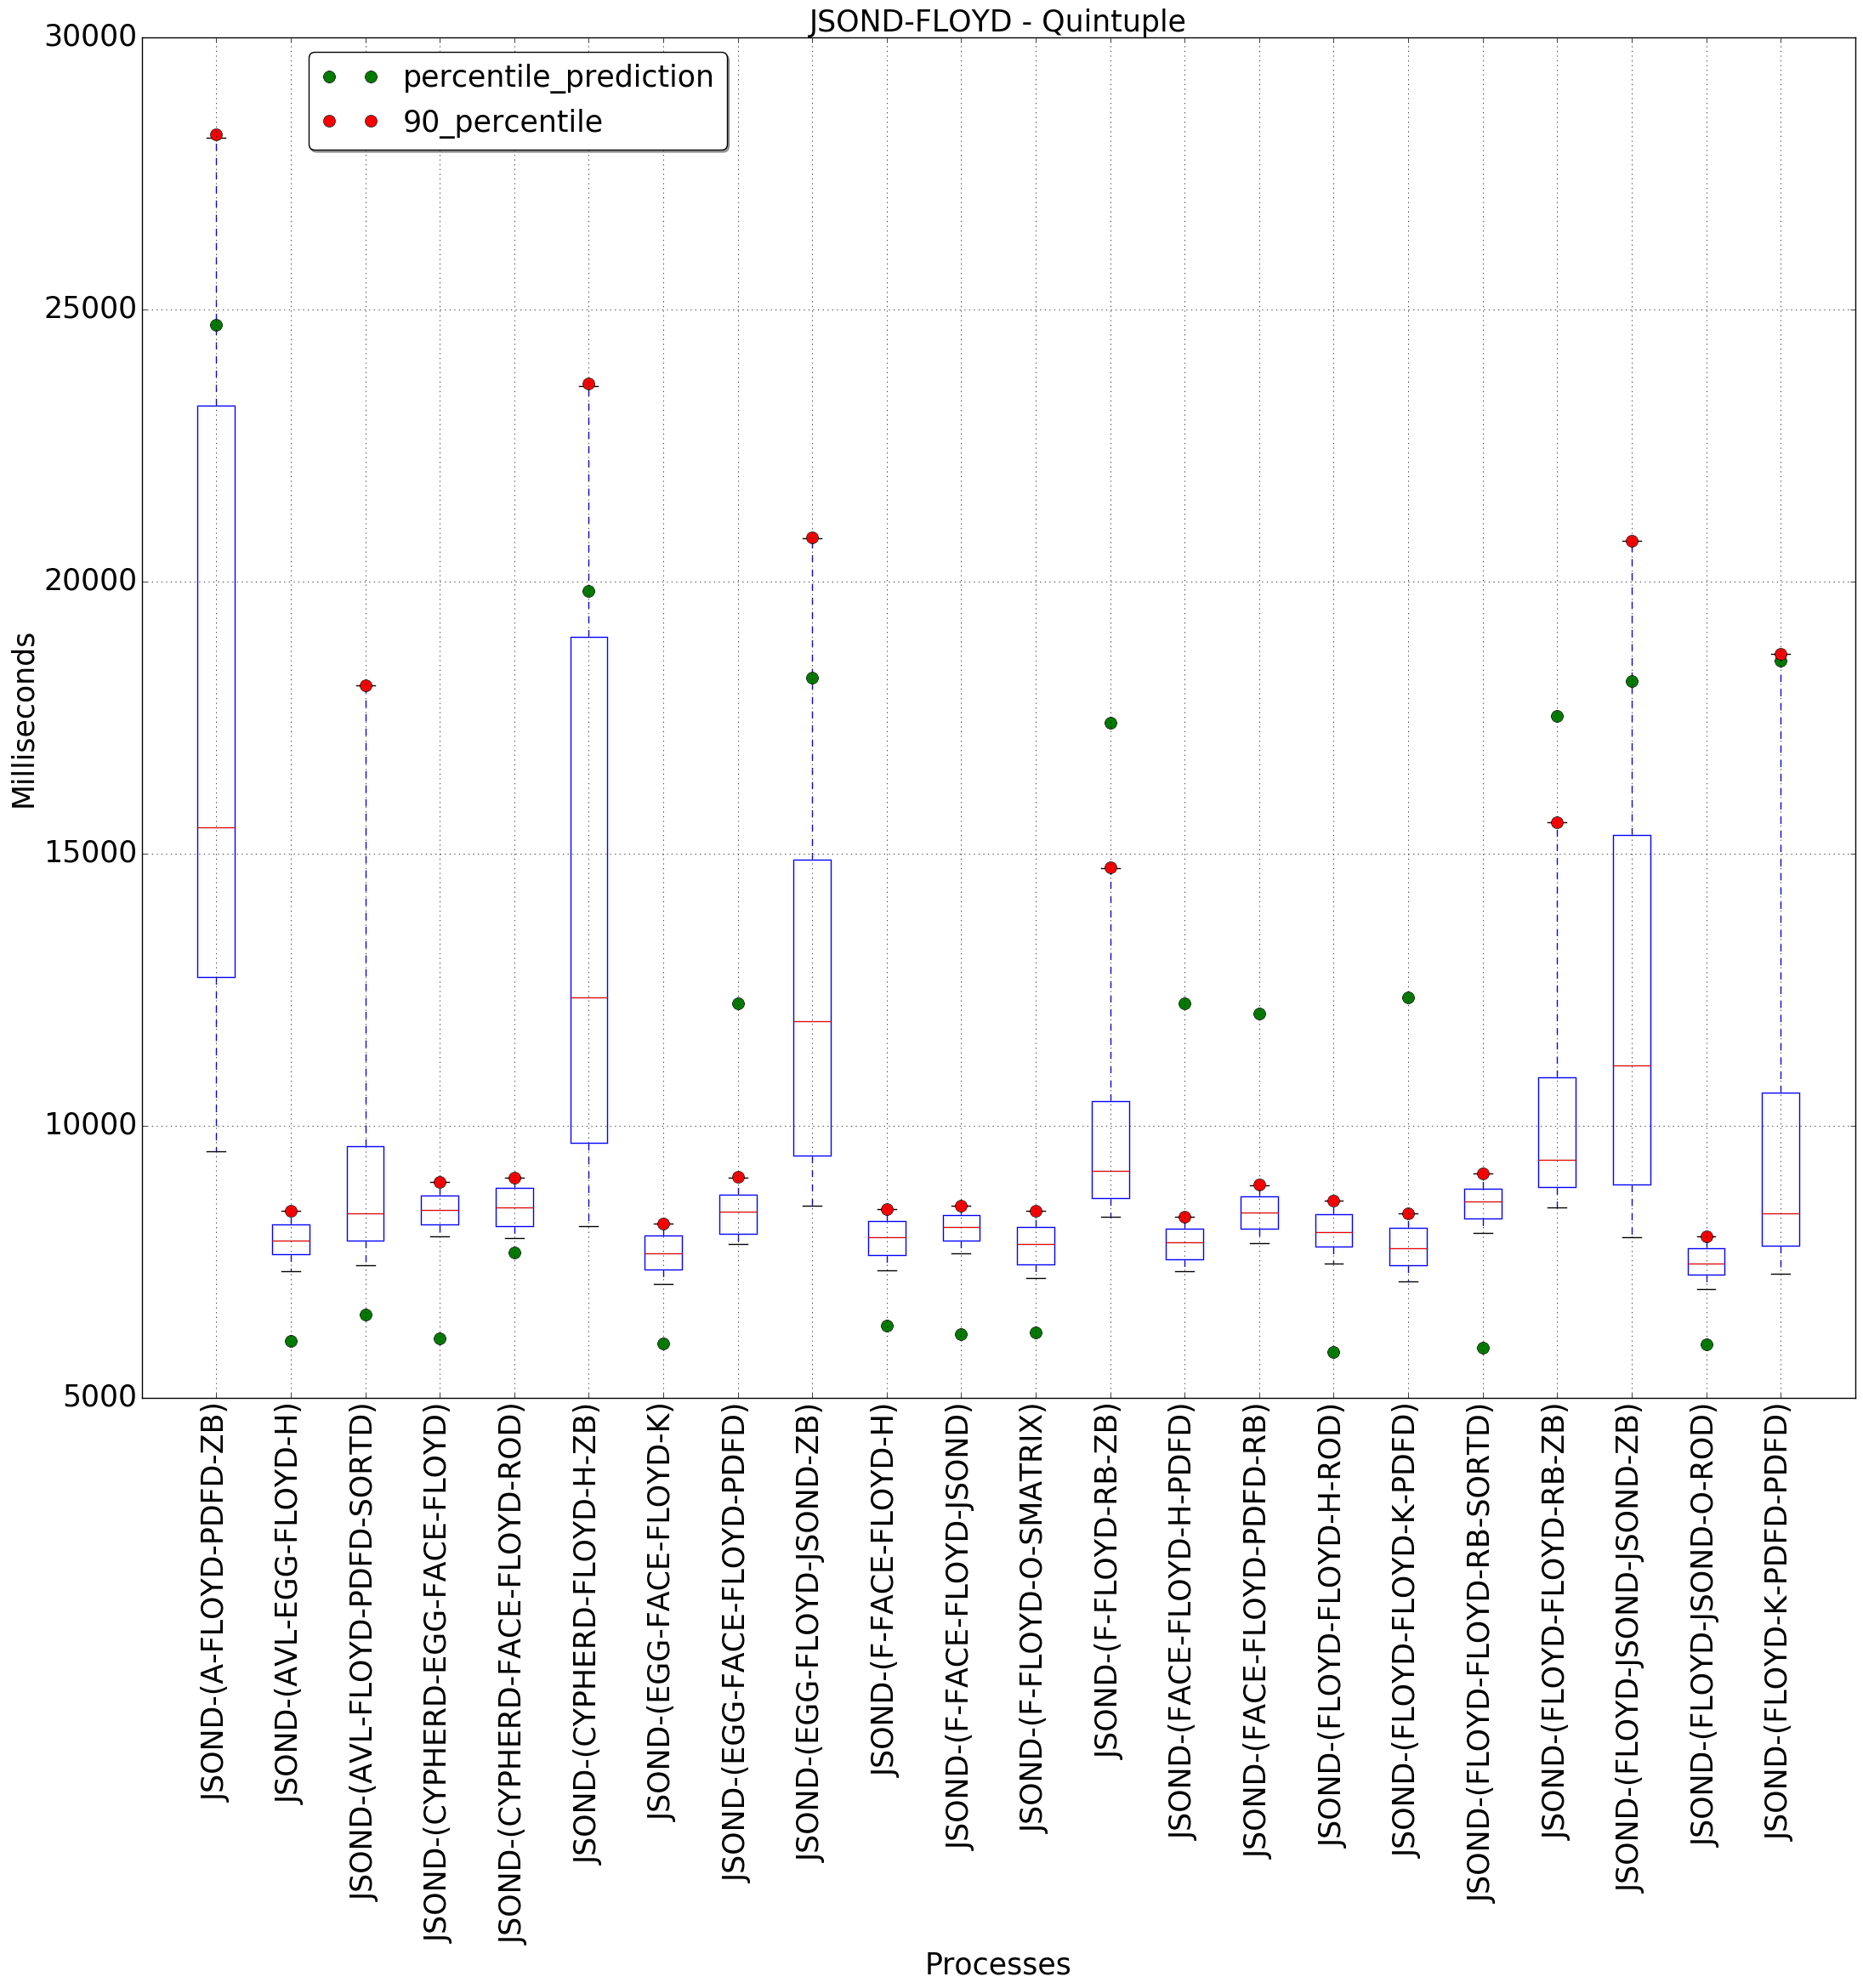 JSOND-FLOYD - Quintuple
percentile_prediction
90_percentile
30000
25000
20000
15000
10000
5000
Milliseconds
JSOND-(A-FLOYD-PDFD-ZB)
JSOND-(AVL-EGG-FLOYD-H)
JSOND-(AVL-FLOYD-PDFD-SORTD)
JSOND-(CYPHERD-EGG-FACE-FLOYD)
JSOND-(CYPHERD-FACE-FLOYD-ROD)
JSOND-(CYPHERD-FLOYD-H-ZB)
JSOND-(EGG-FACE-FLOYD-K)
JSOND-(EGG-FACE-FLOYD-PDFD)
JSOND-(EGG-FLOYD-JSOND-ZB)
JSOND-(F-FACE-FLOYD-H)
JSOND-(F-FACE-FLOYD-JSOND)
JSOND-(F-FLOYD-O-SMATRIX)
JSOND-(F-FLOYD-RB-ZB)
JSOND-(FACE-FLOYD-H-PDFD)
JSOND-(FACE-FLOYD-PDFD-RB)
JSOND-(FLOYD-FLOYD-H-ROD)
JSOND-(FLOYD-FLOYD-K-PDFD)
JSOND-(FLOYD-FLOYD-RB-SORTD)
JSOND-(FLOYD-FLOYD-RB-ZB)
JSOND-(FLOYD-JSOND-JSOND-ZB)
JSOND-(FLOYD-JSOND-O-ROD)
JSOND-(FLOYD-K-PDFD-PDFD)
Processes